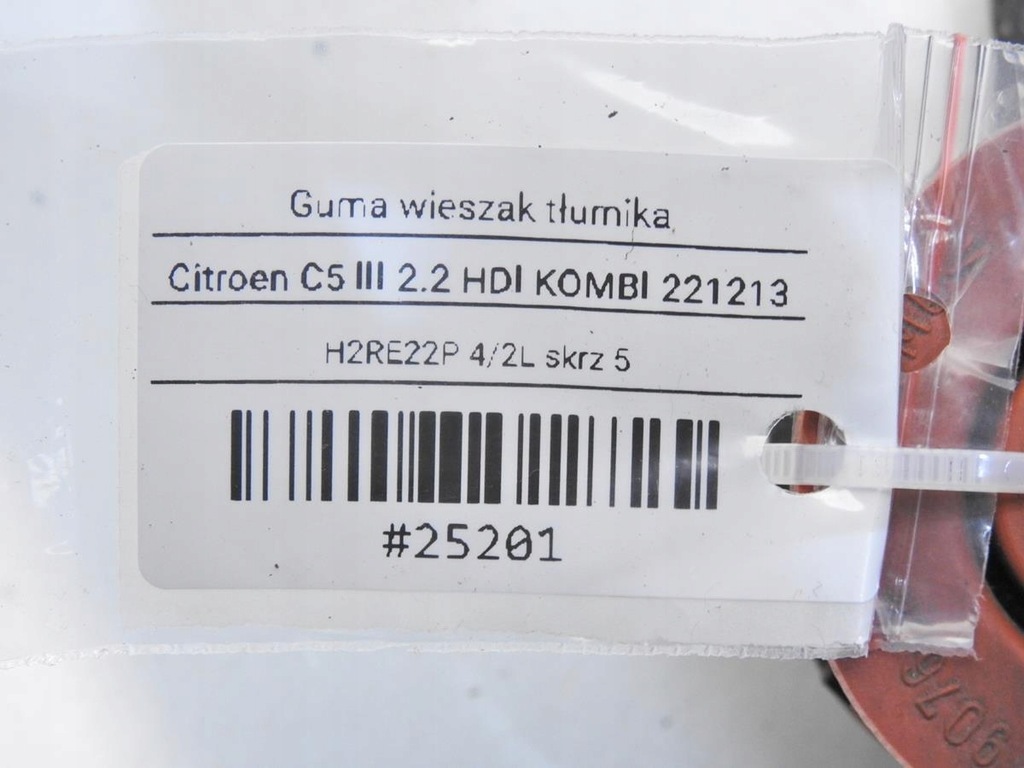 Guma wieszak tłumika
Citroen C5 III 2.2 HDI KOMBI 221213
H2RE22P 4/2L skrz 5
#25201